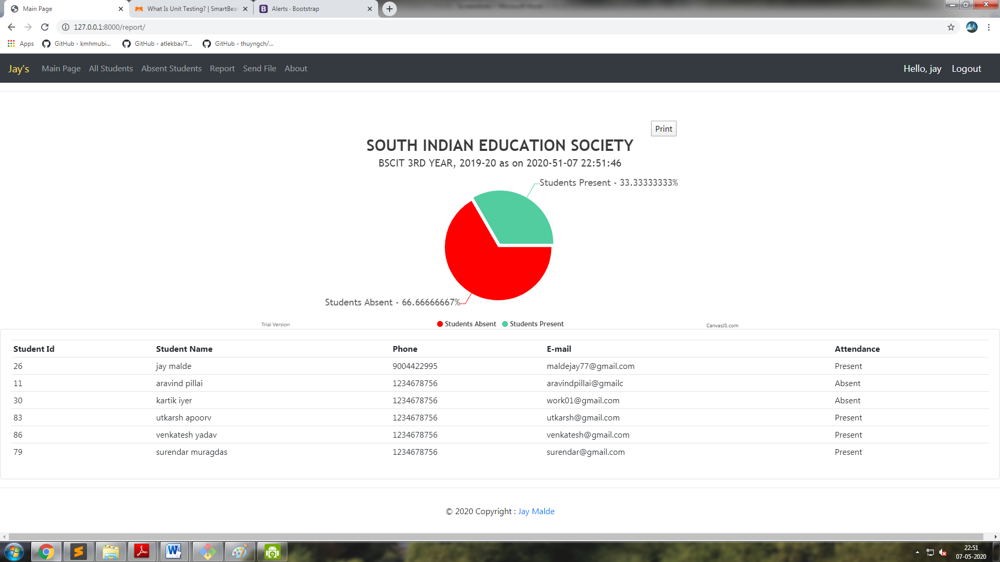 Main Page
What Is Unit Testing? | SmartBear
Alerts · Bootstrap
127.0.0.1:8000/report/
Apps
GitHub - kmhmubi...
GitHub - atlekbai/T...
GitHub - thuyngch/...
Jay's Main Page All Students Absent Students Report Send File About Hello, jay Logout
Print
SOUTH INDIAN EDUCATION SOCIETY
BSCIT 3RD YEAR, 2019-20 as on 2020-51-07 22:51:46
Students Present - 33.33333333%
Students Absent - 66.66666667%
Trial Version
Students Absent Students Present
CanvasJS.com
Student Id Student Name Phone E-mail Attendance
26 jay malde 9004422995 maldejay77@gmail.com Present
11 aravind pillai 1234678756 aravindpillai@gmailc Absent
30 kartik iyer 1234678756 work01@gmail.com Absent
83 utkarsh apoorv 1234678756 utkarsh@gmail.com Present
86 venkatesh yadav 1234678756 venkatesh@gmail.com Present
79 surendar muragdas 1234678756 surendar@gmail.com Present
© 2020 Copyright : Jay Malde
22:51
07-05-2020